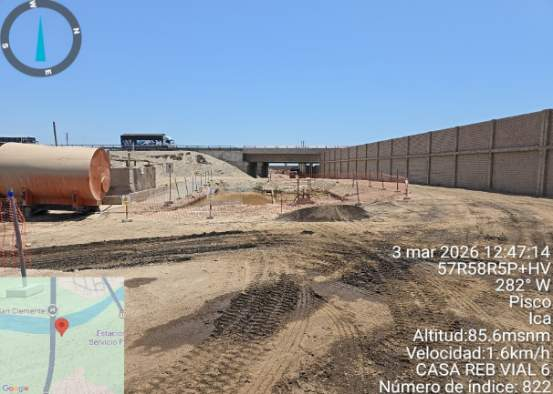 W
N
S
E
3 mar 2026 12:47:14
57R58R5P+HV
282° W
Pisco
Ica
Altitud:85.6msnm
Velocidad:1.6km/h
CASA REB VIAL 6
Número de índice: 822
an Clemente
Estacio
Servicio F
Google